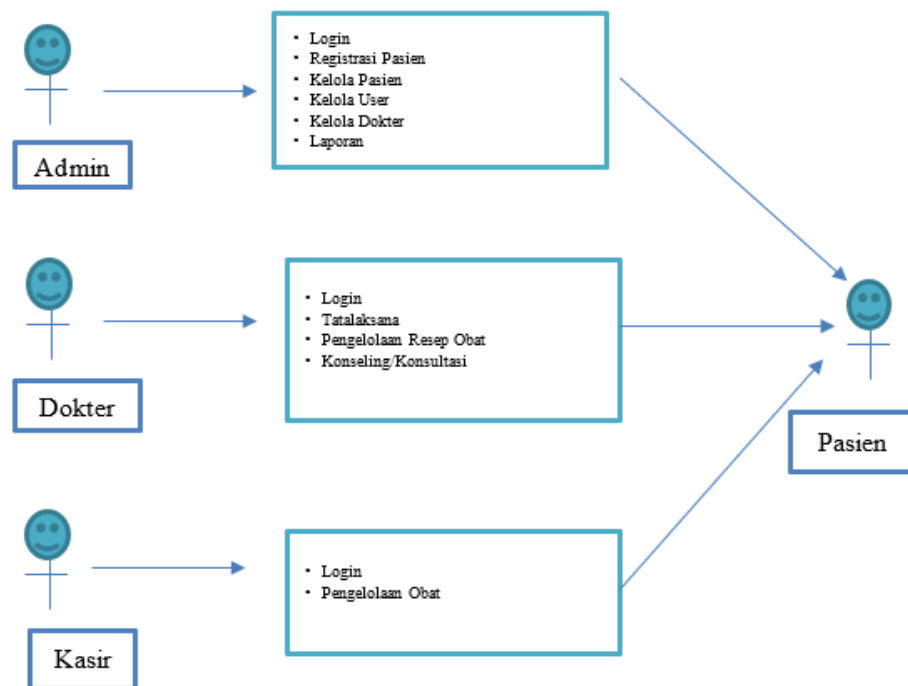 Admin
• Login
• Registrasi Pasien
• Kelola Pasien
• Kelola User
• Kelola Dokter
• Laporan
Dokter
• Login
• Tatalaksana
• Pengelolaan Resep Obat
• Konseling/Konsultasi
Pasien
Kasir
• Login
• Pengelolaan Obat